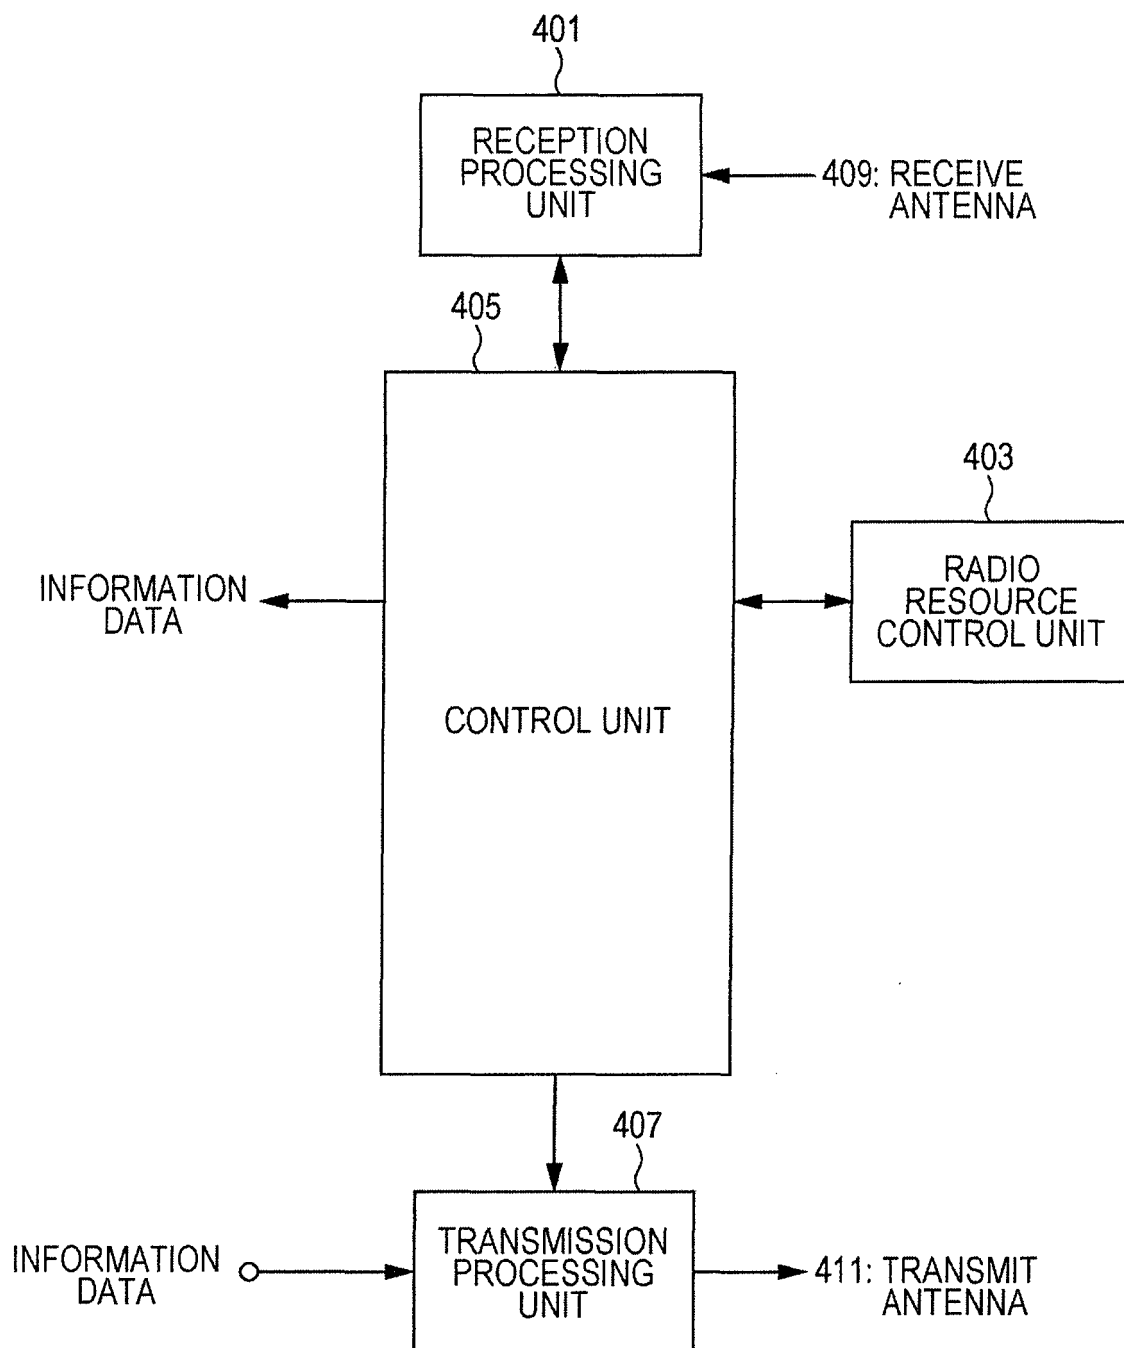 401
RECEPTION
PROCESSING
UNIT
409: RECEIVE
ANTENNA
405
403
RADIO
RESOURCE
CONTROL UNIT
INFORMATION
DATA
CONTROL UNIT
407
INFORMATION
DATA
TRANSMISSION
PROCESSING
UNIT
411: TRANSMIT
ANTENNA